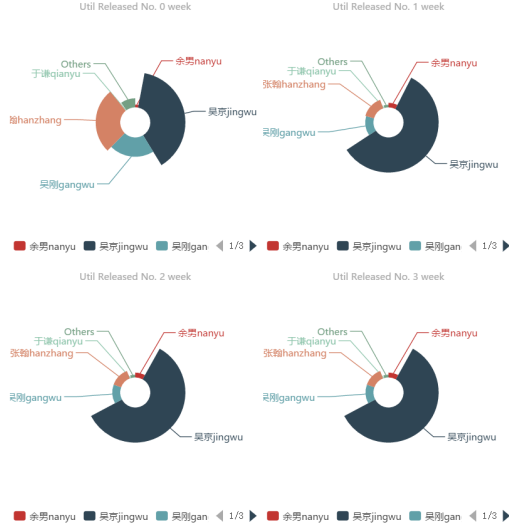 Util Released No. 0 week
Others
余男nanyu
于谦qianyu
吴京jingwu
翰hanzhang
吴刚gangwu
余男nanyu 吴京jingwu 吴刚gan 1/3
Util Released No. 1 week
Others
余男nanyu
于谦qianyu
张翰hanzhang
吴刚gangwu
吴京jingwu
余男nanyu 吴京jingwu 吴刚gan 1/3
Util Released No. 2 week
Others
余男nanyu
于谦qianyu
张翰hanzhang
吴刚gangwu
吴京jingwu
余男nanyu 吴京jingwu 吴刚gan 1/3
Util Released No. 3 week
Others
余男nanyu
于谦qianyu
张翰hanzhang
吴刚gangwu
吴京jingwu
余男nanyu 吴京jingwu 吴刚gan 1/3